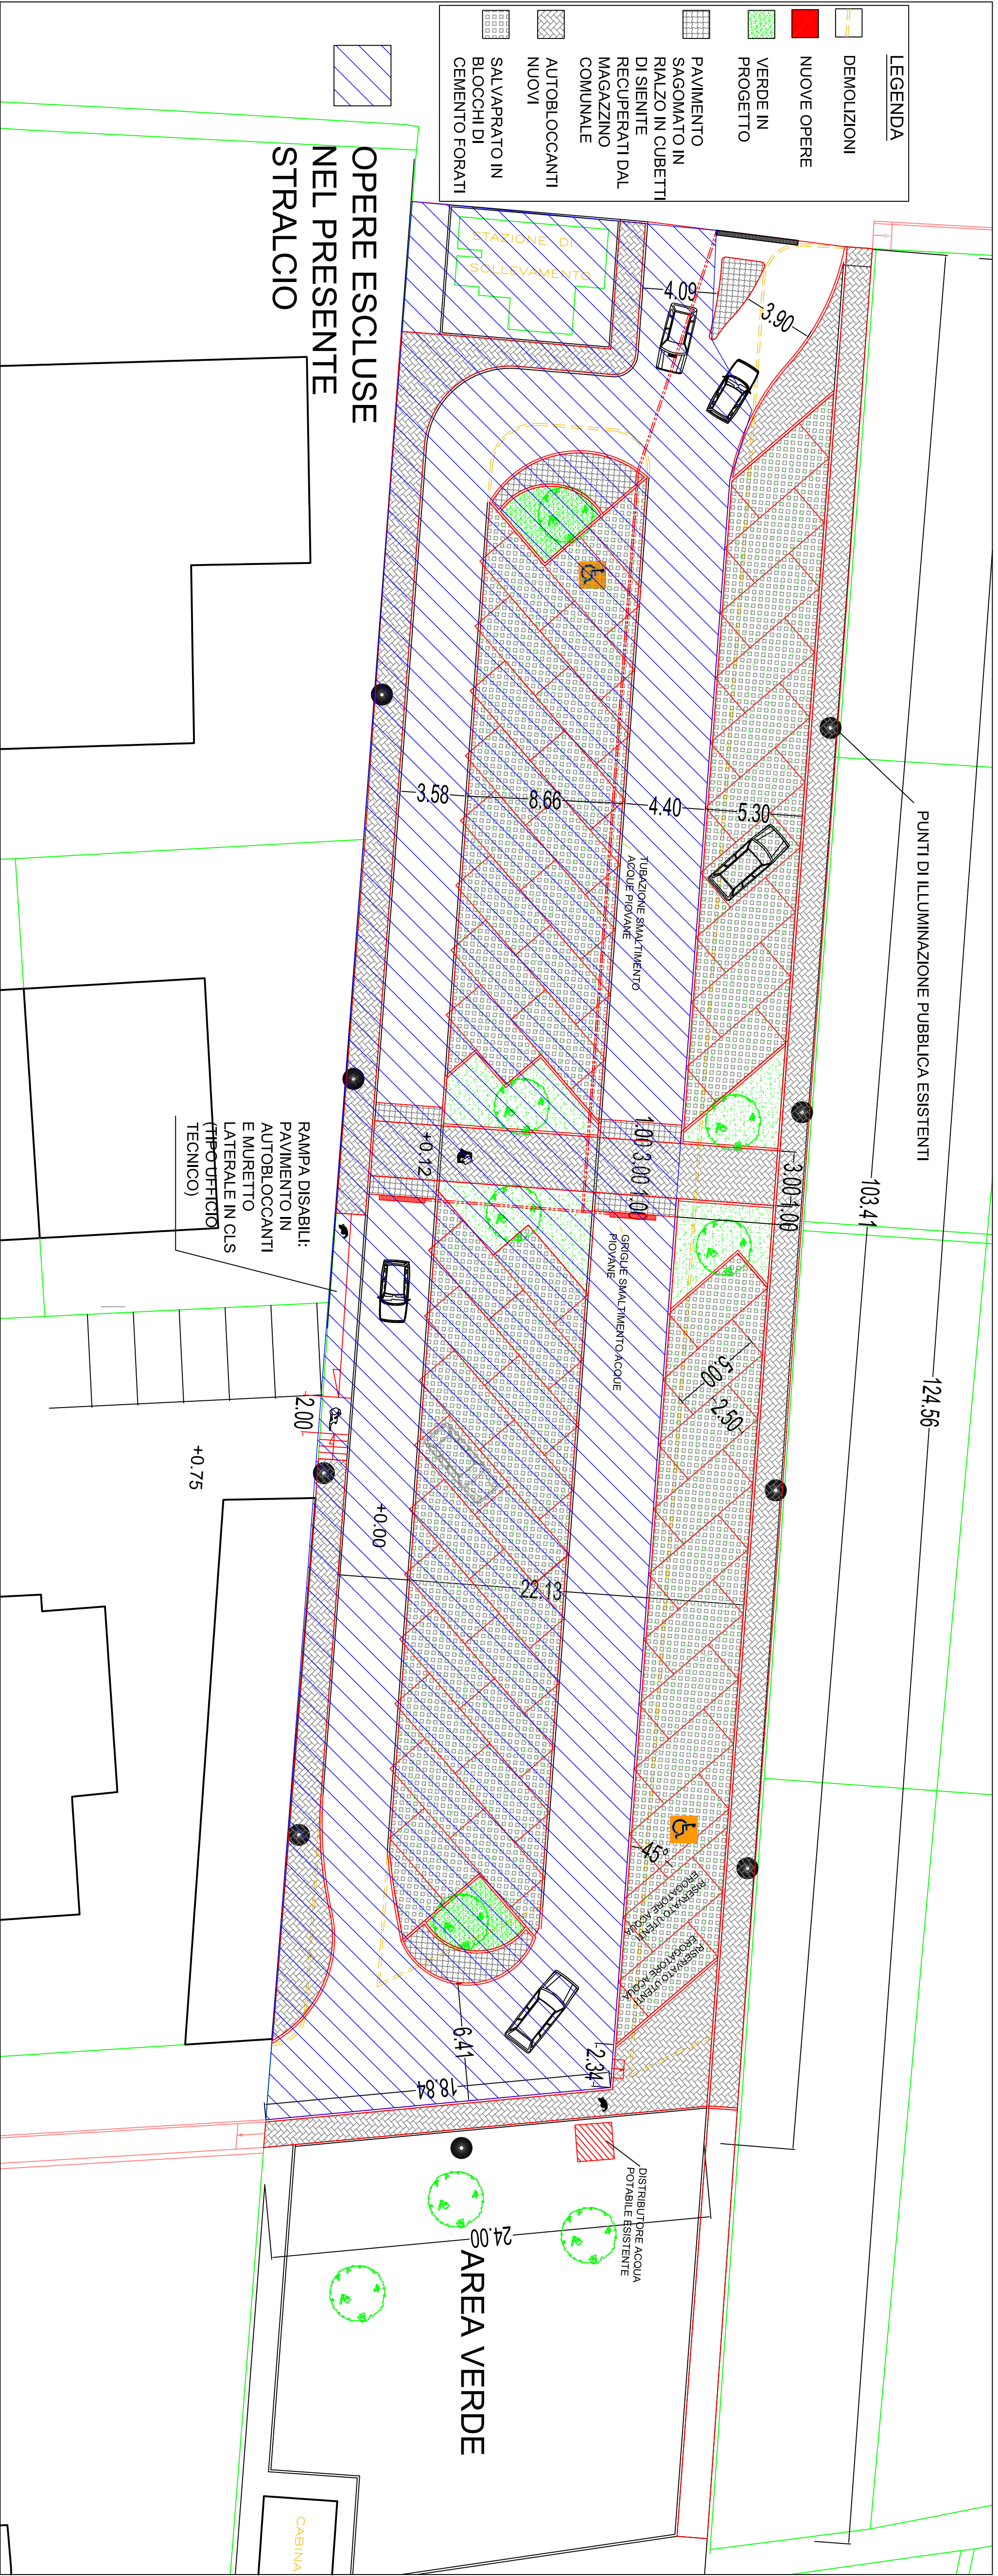 LEGENDA
DEMOLIZIONI
NUOVE OPERE
VERDE IN
PROGETTO
PAVIMENTO
SAGOMATO IN
RIALZO IN CUBETTI
DI SIENITE
RECUPERATI DAL
MAGAZZINO
COMUNALE
AUTOBLOCCANTI
NUOVI
SALVAPRATO IN
BLOCCHI DI
CEMENTO FORATI
OPERE ESCLUSE
NEL PRESENTE
STRALCIO
STAZIONE DI
SOLLEVAMENTO
4.09
3.90
PUNTI DI ILLUMINAZIONE PUBBLICA ESISTENTI
103.41
124.56
3.58
8.66
4.40
5.30
TUBAZIONE SMALTIMENTO
ACQUE PIOVANE
1.00 3.00 1.00
3.00 1.00
+0.12
GRIGLIE SMALTIMENTO ACQUE
PIOVANE
RAMPA DISABILI:
PAVIMENTO IN
AUTOBLOCCANTI
E MURETTO
LATERALE IN CLS
(TIPO UFFICIO
TECNICO)
5.00
2.50
2.00
+0.75
+0.00
22.13
45°
RISERVATO UTENTI
EROGATORE ACQUA
RISERVATO UTENTI
EROGATORE ACQUA
6.41
2.34
18.84
DISTRIBUTORE ACQUA
POTABILE ESISTENTE
24.00
AREA VERDE
CABINA